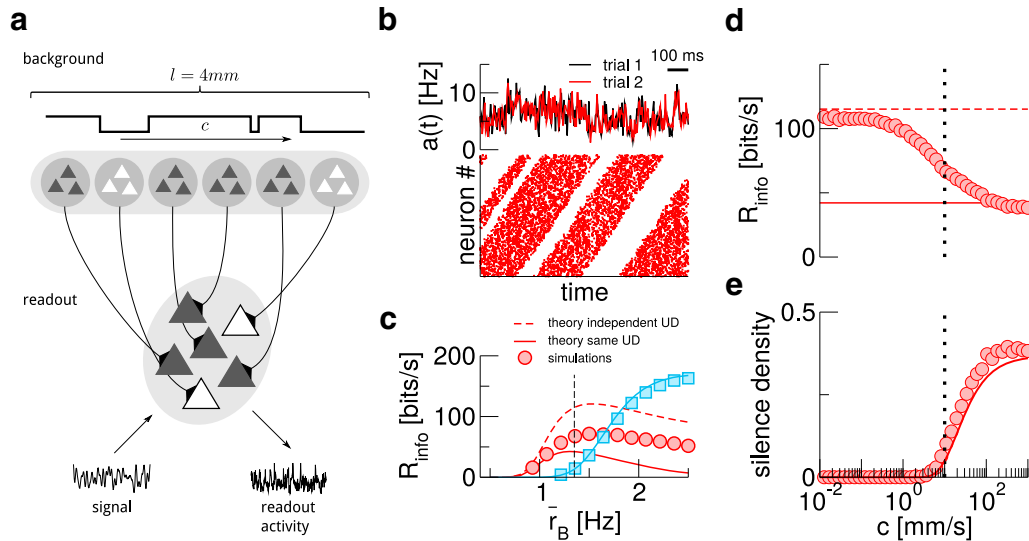 a
background
l = 4mm
c
readout
signal
readout
activity
b
100 ms
trial 1
trial 2
a(t) [Hz]
10
0
neuron #
time
c
theory independent UD
theory same UD
simulations
R_info [bits/s]
200
100
0
1
2
r̄_B [Hz]
d
R_info [bits/s]
100
0
e
silence density
0.5
0
10^-2
10^0
10^2
c [mm/s]